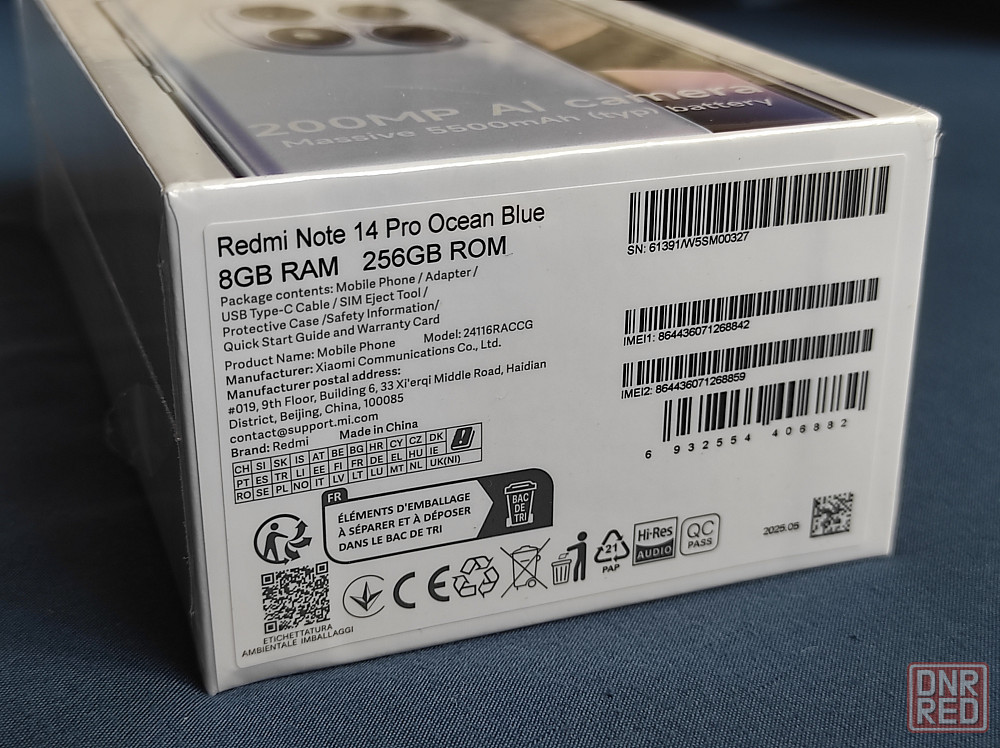 200MP AI camera
Massive 5500mAh (typ) battery
Redmi Note 14 Pro Ocean Blue
8GB RAM 256GB ROM
Package contents: Mobile Phone / Adapter /
USB Type-C Cable / SIM Eject Tool /
Protective Case /Safety Information/
Quick Start Guide and Warranty Card
Product Name: Mobile Phone Model: 24116RACCG
Manufacturer: Xiaomi Communications Co., Ltd.
Manufacturer postal address:
#019, 9th Floor, Building 6, 33 Xi'erqi Middle Road, Haidian
District, Beijing, China, 100085
contact@support.mi.com
Brand: Redmi Made in China
CH SI SK IS AT BE BG HR CY CZ DK
PT ES TR LI EE FI FR DE EL HU IE
RO SE PL NO IT LV LT LU MT NL UK(NI)
SN: 61391/W5SM00327
IMEI1: 864436071268842
IMEI2: 864436071268859
6 932554 406882
FR
ÉLÉMENTS D'EMBALLAGE
À SÉPARER ET À DÉPOSER
DANS LE BAC DE TRI
BAC
DE
TRI
ETICHETTATURA
AMBIENTALE IMBALLAGGI
CE
21
PAP
Hi-Res
AUDIO
QC
PASS
2025.05
DNR
RED